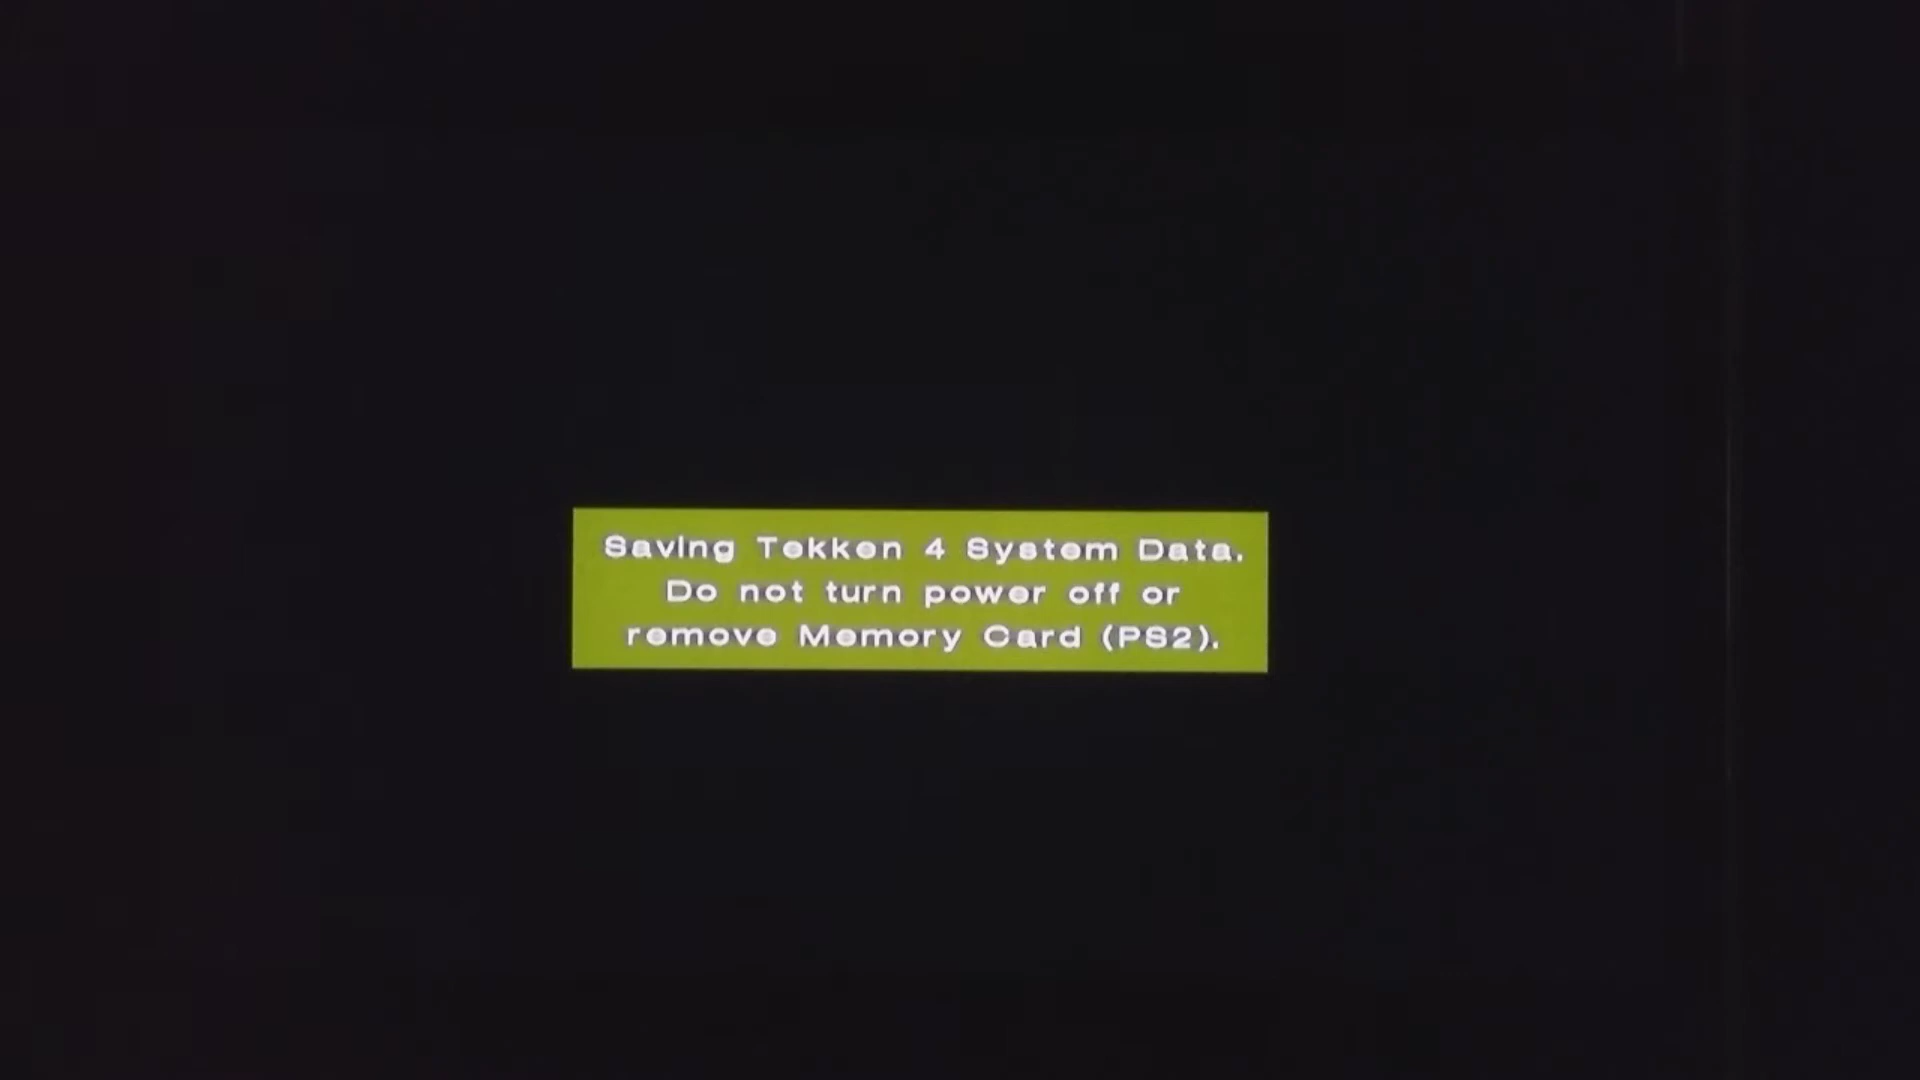 Saving Tekken 4 System Data.
Do not turn power off or
remove Memory Card (PS2).